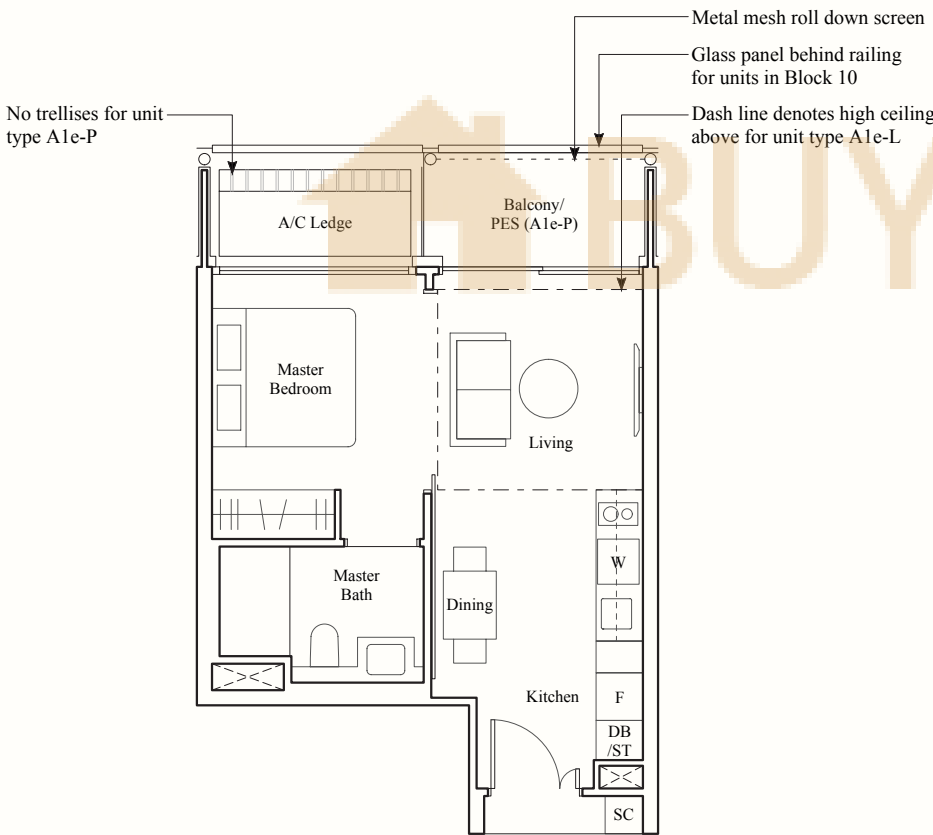 Metal mesh roll down screen
Glass panel behind railing
for units in Block 10
No trellises for unit
type A1e-P
Dash line denotes high ceiling
above for unit type A1e-L
BUY
A/C Ledge
Balcony/
PES (A1e-P)
Master
Bedroom
Living
W
Master
Bath
Dining
Kitchen
F
DB
/ST
SC